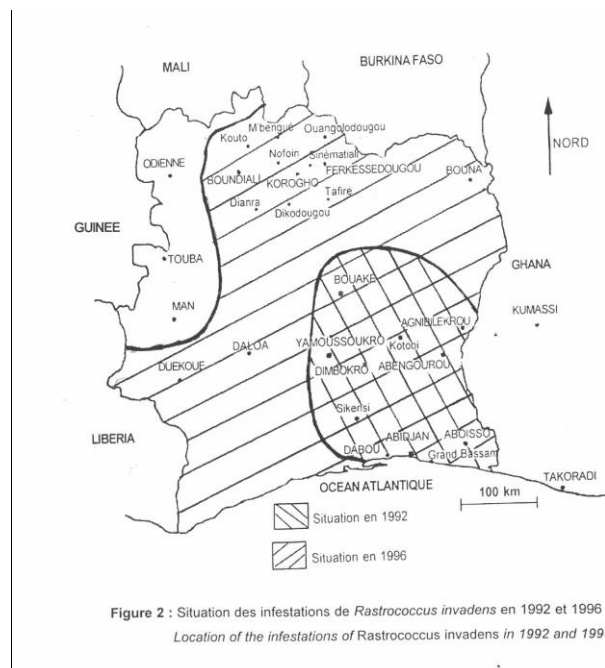 MALI
BURKINA FASO
NORD
M'bengué
Ouangolodougou
Kouto
ODIENNE
Nofoin
Sinématiali
BOUNDIALI
KOROGHO
FERKESSEDOUGOU
BOUNA
Tafiré
Dianra
Dikodougou
GUINEE
TOUBA
GHANA
BOUAKE
MAN
AGNIBILEKROU
KUMASSI
YAMOUSSOUKRO
Kotobi
DALOA
DIMBOKRO
ABENGOUROU
DUEKOUE
Sikensi
LIBERIA
DABOU
ABIDJAN
ABOISSO
Grand Bassam
OCEAN ATLANTIQUE
TAKORADI
100 km
Situation en 1992
Situation en 1996
Figure 2 : Situation des infestations de Rastrococcus invadens en 1992 et 1996
Location of the infestations of Rastrococcus invadens in 1992 and 199